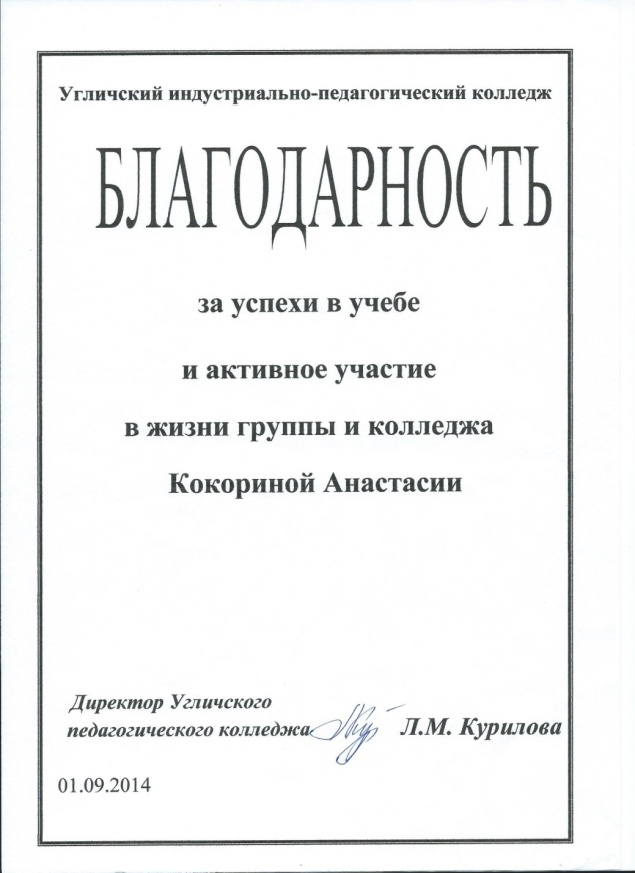 Угличский индустриально-педагогический колледж
БЛАГОДАРНОСТЬ
за успехи в учебе
и активное участие
в жизни группы и колледжа
Кокориной Анастасии
Директор Угличского
педагогического колледжа Л.М. Курилова
01.09.2014